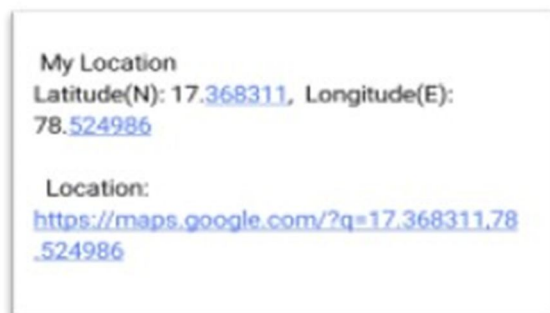 My Location
Latitude(N): 17.368311, Longitude(E):
78.524986
Location:
https://maps.google.com/?q=17.368311,78
.524986